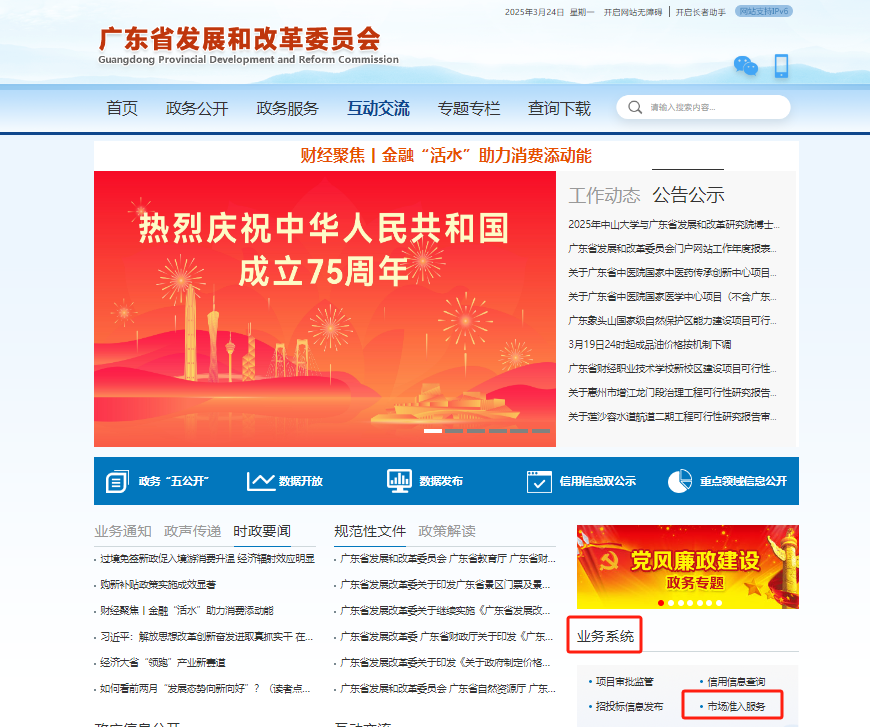 2025年3月24日 星期一 开启网站无障碍 | 开启长者助手 网站支持IPv6
广东省发展和改革委员会
Guangdong Provincial Development and Reform Commission
首页 政务公开 政务服务 互动交流 专题专栏 查询下载 请输入搜索内容...
财经聚焦丨金融“活水”助力消费添动能
热烈庆祝中华人民共和国
成立75周年
工作动态 公告公示
2025年中山大学与广东省发展和改革研究院博士...
广东省发展和改革委员会门户网站工作年度报表...
关于广东省中医院国家中医药传承创新中心项目...
关于广东省中医院国家医学中心项目（不含广东...
广东象头山国家级自然保护区能力建设项目可行...
3月19日24时起成品油价格按机制下调
广东省财经职业技术学校新校区建设项目可行性...
关于惠州市增江龙门段治理工程可行性研究报告...
关于莲沙容水道航道二期工程可行性研究报告审...
政务“五公开” 数据开放 数据发布 信用信息双公示 重点领域信息公开
业务通知 政声传递 时政要闻
· 过境免签新政促入境游消费升温 经济辐射效应明显
· 购新补贴政策实施成效显著
· 财经聚焦丨金融“活水”助力消费添动能
· 习近平：解放思想改革创新奋发进取真抓实干 在...
· 经济大省“领跑”产业新赛道
· 如何看前两月“发展态势向新向好”？（读者点...
规范性文件 政策解读
· 广东省发展和改革委员会 广东省教育厅 广东省财...
· 广东省发展和改革委关于印发广东省景区门票及景...
· 广东省发展和改革委关于继续实施《广东省发展改...
· 广东省发展和改革委 广东省财政厅关于印发《广东...
· 广东省发展和改革委关于印发《关于政府制定价格...
· 广东省发展和改革委员会 广东省自然资源厅 广东...
党风廉政建设
政务专题
业务系统
· 项目审批监管 · 信用信息查询
· 招投标信息发布 · 市场准入服务